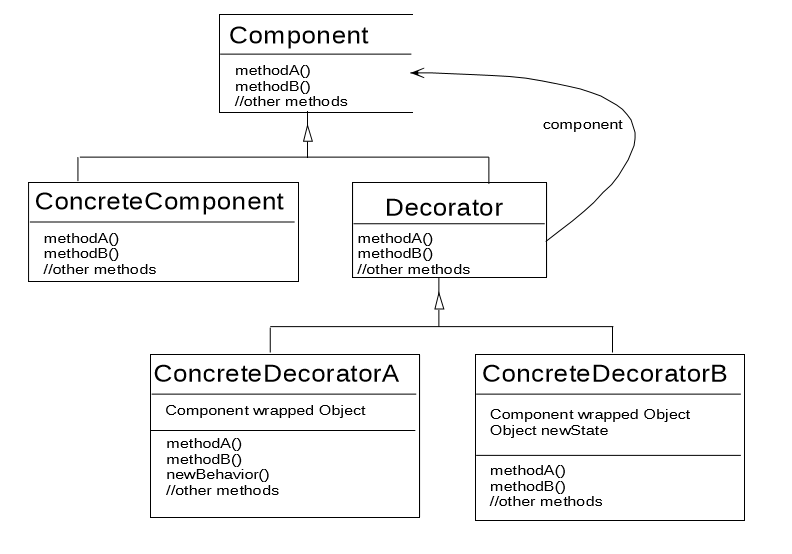 Component
methodA()
methodB()
//other methods
component
ConcreteComponent
methodA()
methodB()
//other methods
Decorator
methodA()
methodB()
//other methods
ConcreteDecoratorA
Component wrapped Object
methodA()
methodB()
newBehavior()
//other methods
ConcreteDecoratorB
Component wrapped Object
Object newState
methodA()
methodB()
//other methods